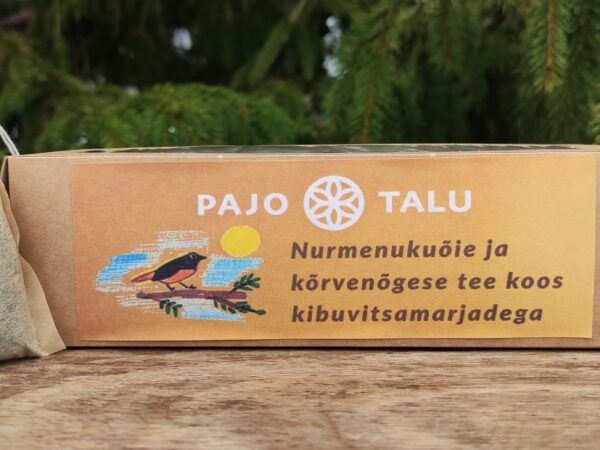 PAJO TALU
Nurmenukuõie ja
kõrvenõgese tee koos
kibuvitsamarjadega